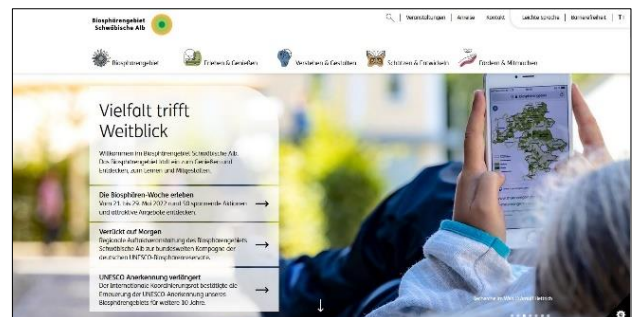 Biosphärengebiet
Schwäbische Alb
Veranstaltungen | Anreise Kontakt Leichte Sprache | Barrierefreiheit
Biosphärengebiet
Erleben & Genießen
Verstehen & Gestalten
Schützen & Entwickeln
Fördern & Mitmachen
Vielfalt trifft
Weitblick
Willkommen im Biosphärengebiet Schwäbische Alb.
Das Biosphärengebiet lädt ein zum Genießen und
Entdecken, zum Lernen und Mitgestalten.
Die Biosphären-Woche erleben
Vom 21. bis 29. Mai 2022 rund 50 spannende Aktionen
und attraktive Angebote entdecken.
Verrückt auf Morgen
Regionale Auftaktveranstaltung des Biosphärengebiets
Schwäbische Alb zur bundesweiten Kampagne der
deutschen UNESCO-Biosphärenreservate.
UNESCO Anerkennung verlängert
Der Internationale Koordinierungsrat bestätigte die
Erneuerung der UNESCO-Anerkennung unseres
Biosphärengebiets für weitere 10 Jahre.